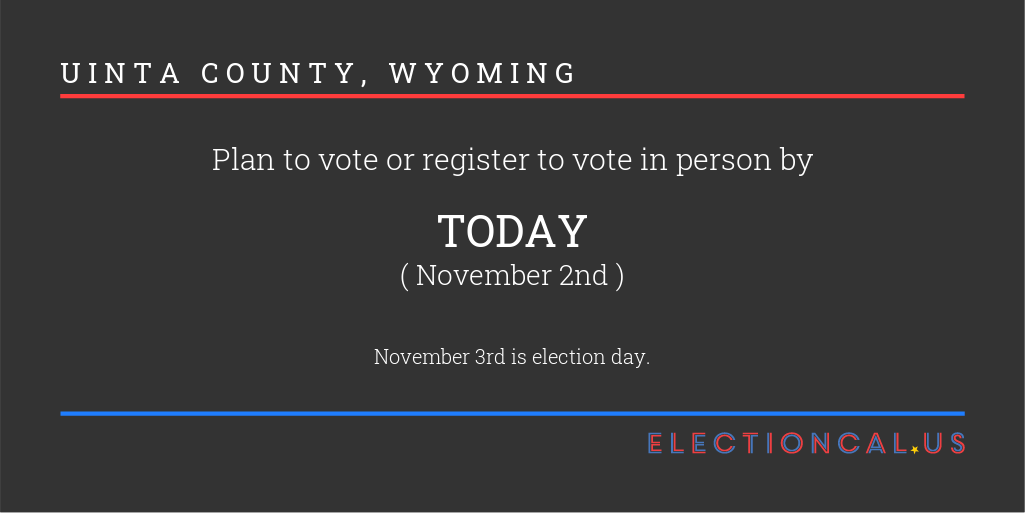 UINTA COUNTY, WYOMING
Plan to vote or register to vote in person by
TODAY
( November 2nd )
November 3rd is election day.
ELECTIONCAL.US